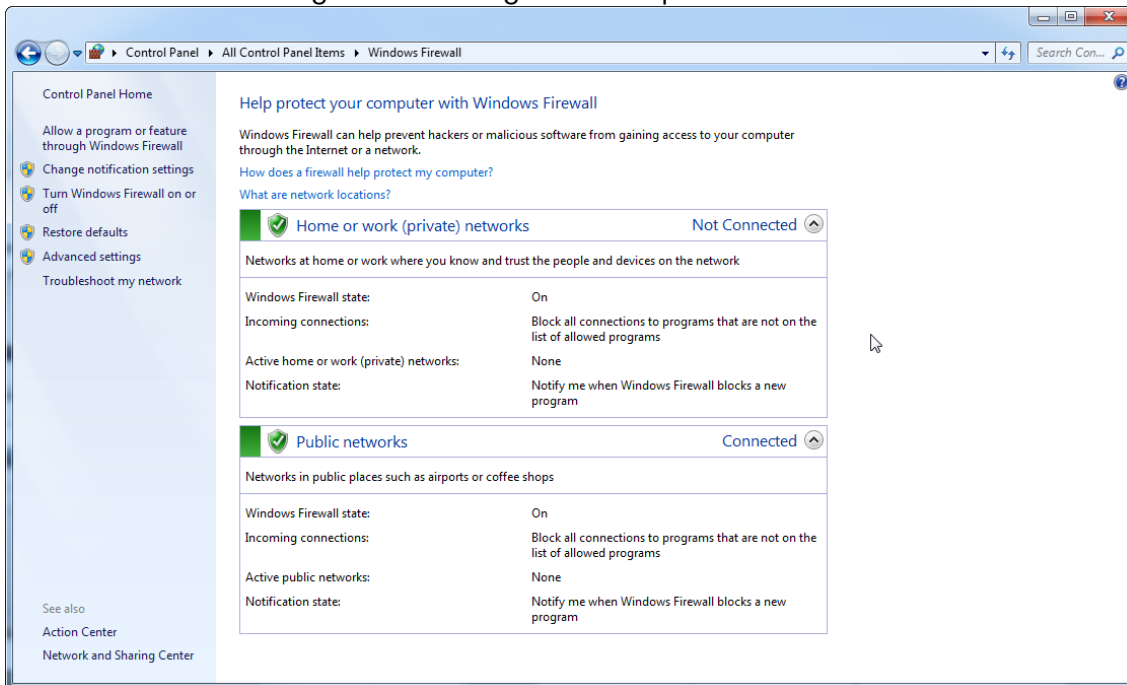 Control Panel ▸ All Control Panel Items ▸ Windows Firewall
Search Con...
Control Panel Home
Allow a program or feature
through Windows Firewall
Change notification settings
Turn Windows Firewall on or
off
Restore defaults
Advanced settings
Troubleshoot my network
See also
Action Center
Network and Sharing Center
Help protect your computer with Windows Firewall
Windows Firewall can help prevent hackers or malicious software from gaining access to your computer
through the Internet or a network.
How does a firewall help protect my computer?
What are network locations?
Home or work (private) networks Not Connected
Networks at home or work where you know and trust the people and devices on the network
Windows Firewall state: On
Incoming connections: Block all connections to programs that are not on the
list of allowed programs
Active home or work (private) networks: None
Notification state: Notify me when Windows Firewall blocks a new
program
Public networks Connected
Networks in public places such as airports or coffee shops
Windows Firewall state: On
Incoming connections: Block all connections to programs that are not on the
list of allowed programs
Active public networks: None
Notification state: Notify me when Windows Firewall blocks a new
program